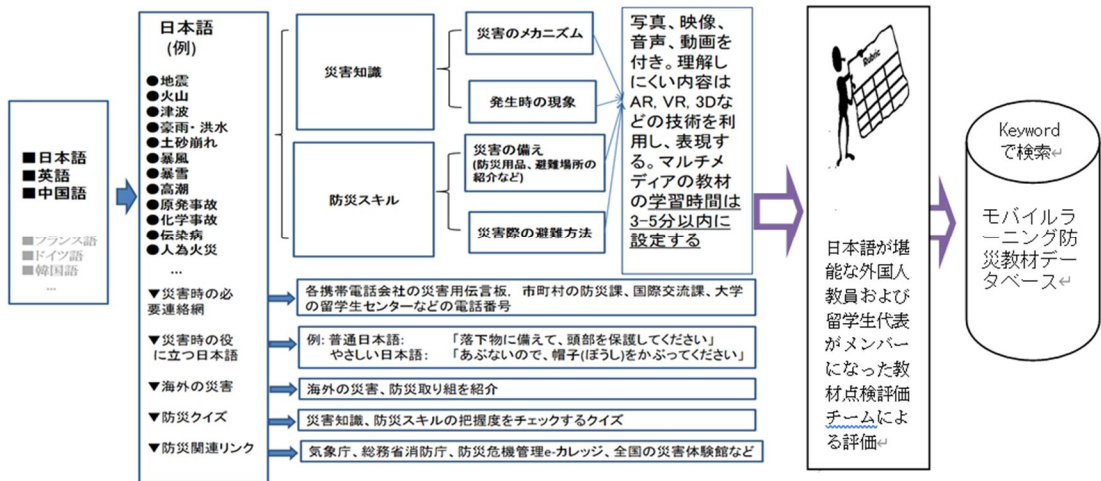 ■日本語
■英語
■中国語
■フランス語
■ドイツ語
■韓国語
...
日本語
(例)
●地震
●火山
●津波
●豪雨・洪水
●土砂崩れ
●暴風
●暴雪
●高潮
●原発事故
●化学事故
●伝染病
●人為火災
...
▼災害時の必
要連絡網
▼災害時の役
に立つ日本語
▼海外の災害
▼防災クイズ
▼防災関連リンク
災害知識
防災スキル
災害のメカニズム
発生時の現象
災害の備え
(防災用品、避難場所の
紹介など)
災害際の避難方法
写真、映像、
音声、動画を
付き。理解し
にくい内容は
AR, VR, 3Dな
どの技術を利
用し、表現す
る。マルチメ
ディアの教材
の学習時間は
3-5分以内に
設定する
各携帯電話会社の災害用伝言板, 市町村の防災課、国際交流課、大学
の留学生センターなどの電話番号
例: 普通日本語: 「落下物に備えて、頭部を保護してください」
やさしい日本語: 「あぶないので、帽子(ぼうし)をかぶってください」
海外の災害、防災取り組を紹介
災害知識、防災スキルの把握度をチェックするクイズ
気象庁、総務省消防庁、防災危機管理e-カレッジ、全国の災害体験館など
Rubric
日本語が堪
能な外国人
教員および
留学生代表
がメンバー
になった教
材点検評価
チームによ
る評価↵
Keyword
で検索↵
モバイルラ
ーニング防
災教材デー
タベース↵